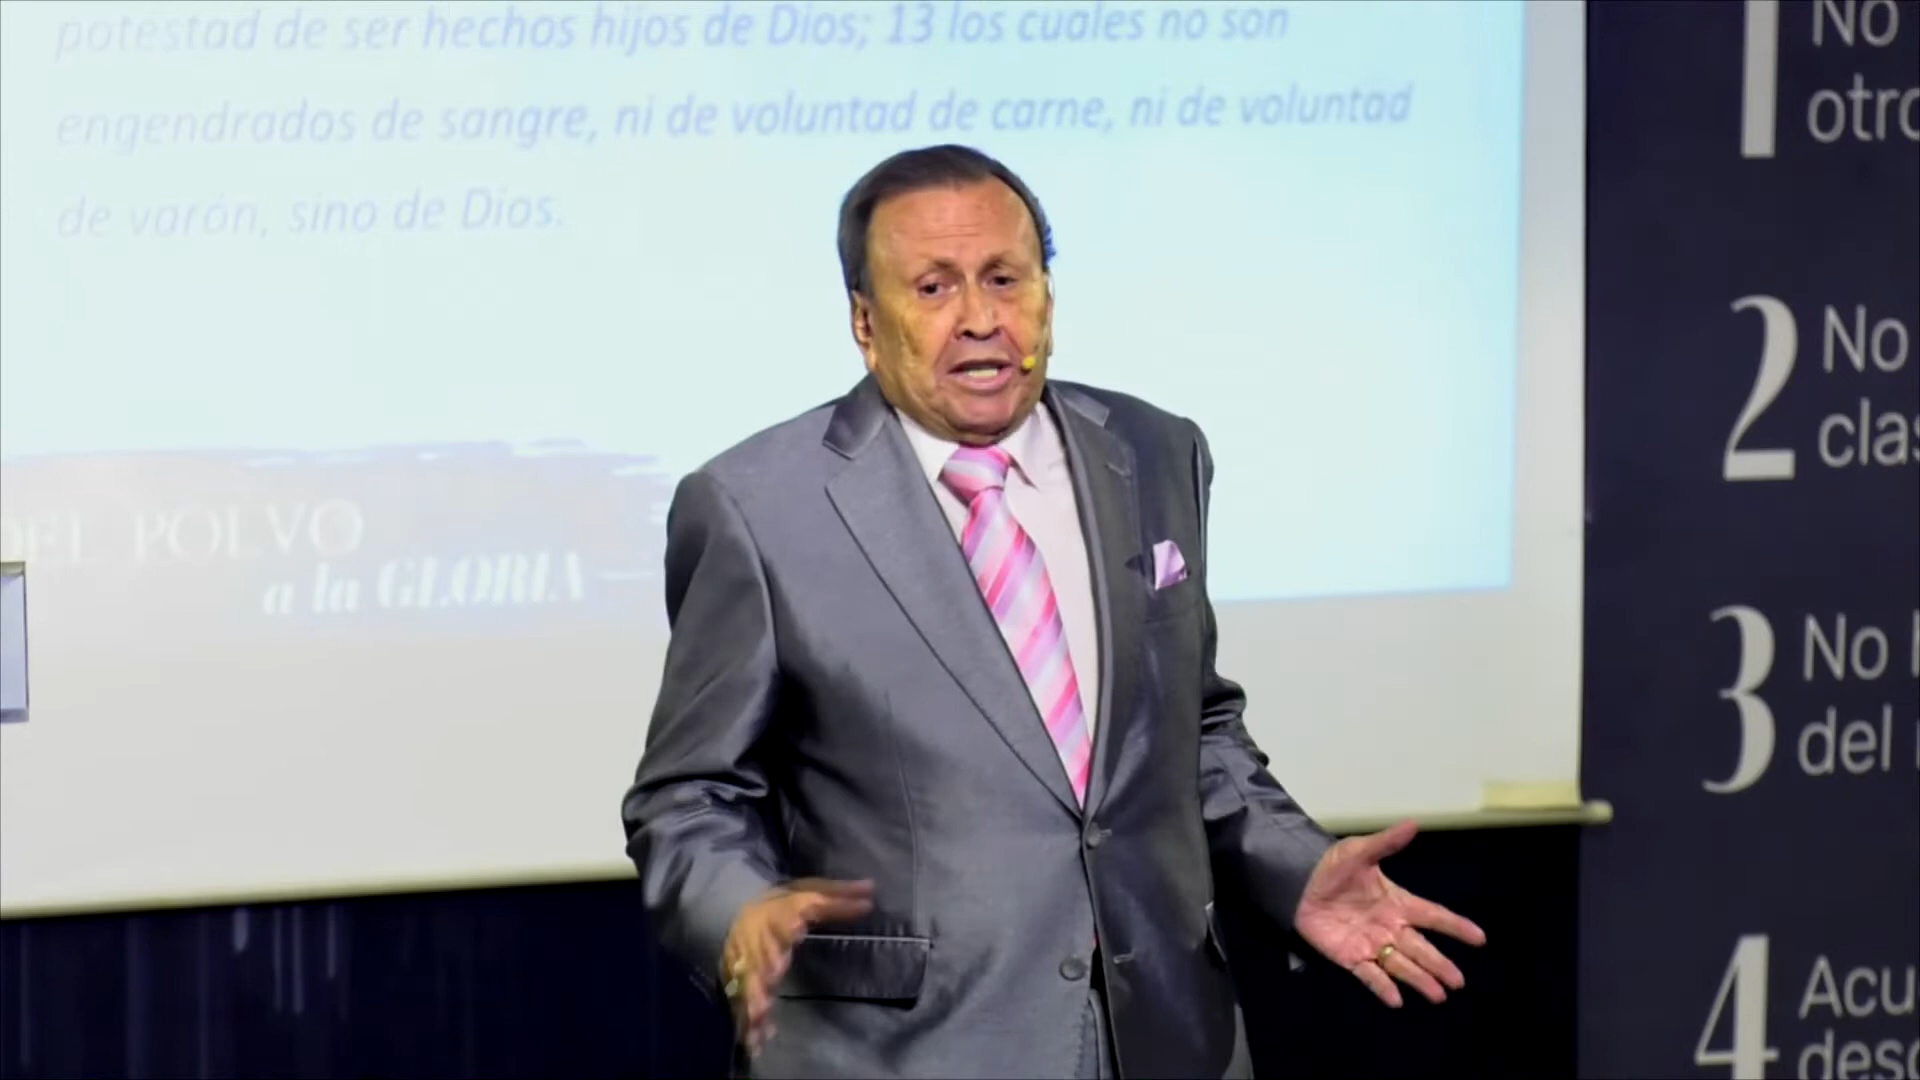 potestad de ser hechos hijos de Dios; 13 los cuales no son
engendrados de sangre, ni de voluntad de carne, ni de voluntad
de varón, sino de Dios.
DEL POLVO
a la GLORIA
1 No
otro
2 No
3 No
del
4